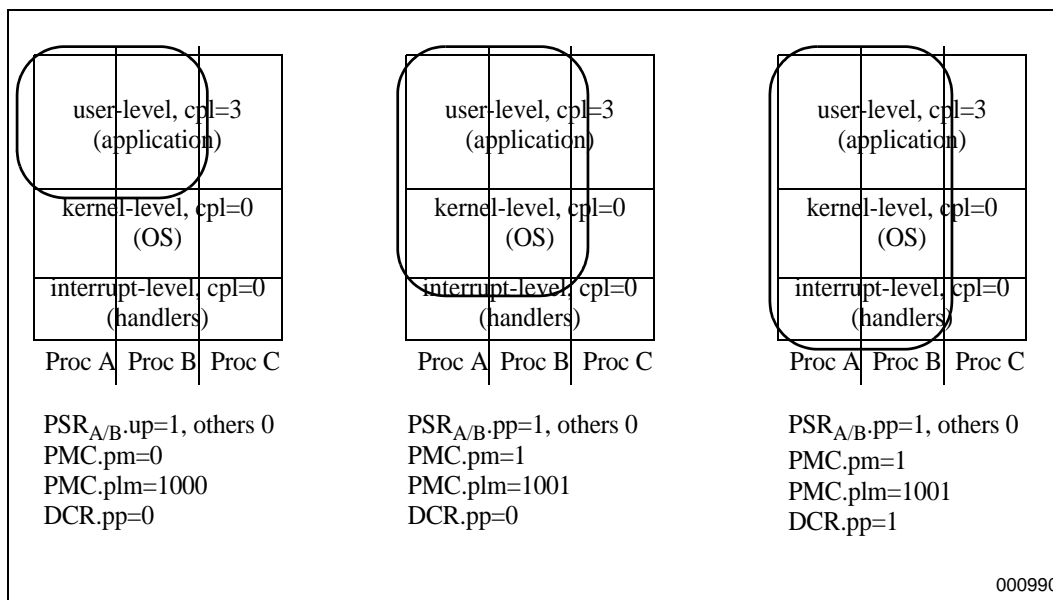 user-level, cpl=3
(application)
kernel-level, cpl=0
(OS)
interrupt-level, cpl=0
(handlers)
Proc A Proc B Proc C
PSRA/B.up=1, others 0
PMC.pm=0
PMC.plm=1000
DCR.pp=0
user-level, cpl=3
(application)
kernel-level, cpl=0
(OS)
interrupt-level, cpl=0
(handlers)
Proc A Proc B Proc C
PSRA/B.pp=1, others 0
PMC.pm=1
PMC.plm=1001
DCR.pp=0
user-level, cpl=3
(application)
kernel-level, cpl=0
(OS)
interrupt-level, cpl=0
(handlers)
Proc A Proc B Proc C
PSRA/B.pp=1, others 0
PMC.pm=1
PMC.plm=1001
DCR.pp=1
000990